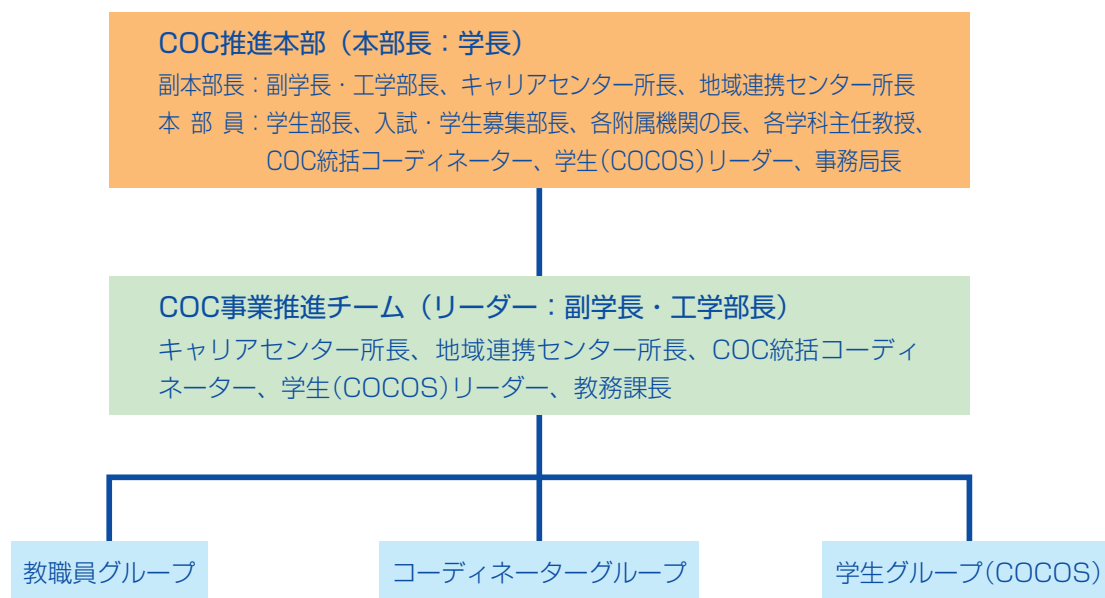 COC推進本部（本部長：学長）
副本部長：副学長・工学部長、キャリアセンター所長、地域連携センター所長
本 部 員：学生部長、入試・学生募集部長、各附属機関の長、各学科主任教授、
COC統括コーディネーター、学生(COCOS)リーダー、事務局長
COC事業推進チーム（リーダー：副学長・工学部長）
キャリアセンター所長、地域連携センター所長、COC統括コーディ
ネーター、学生(COCOS)リーダー、教務課長
教職員グループ
コーディネーターグループ
学生グループ(COCOS)